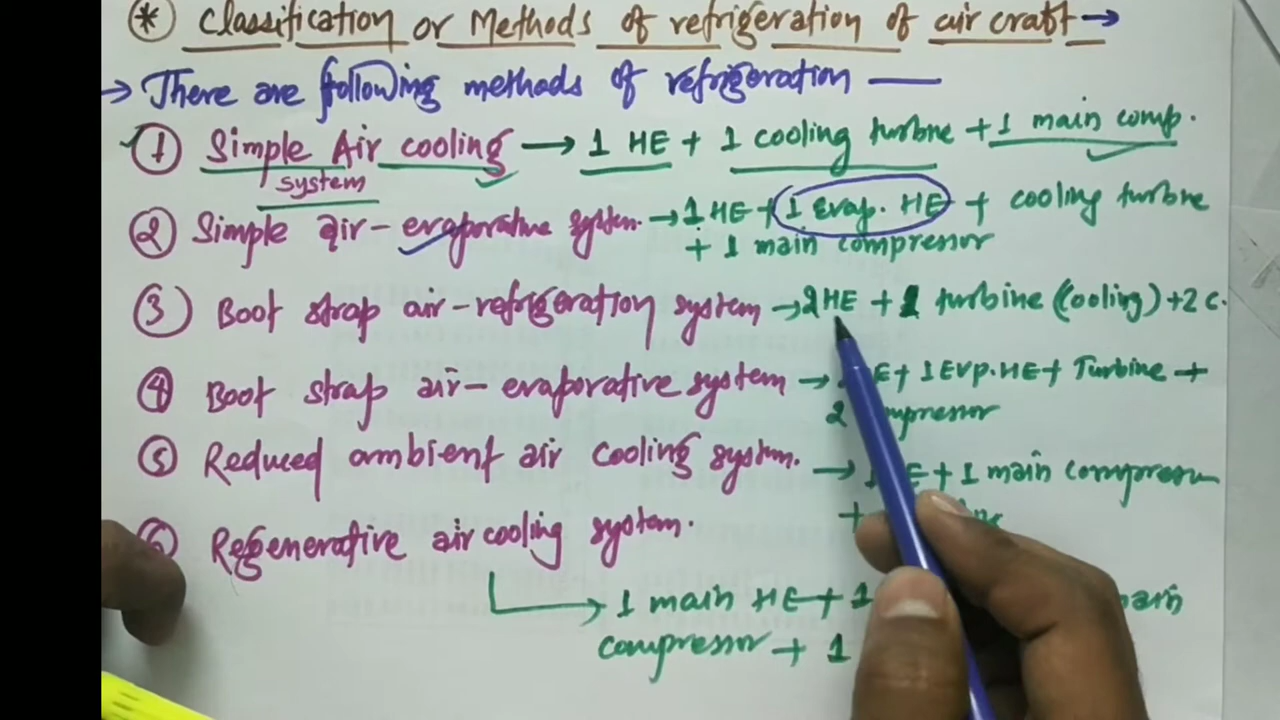 * Classification or Methods of refrigeration of air craft →
→ There are following methods of refrigeration —
① Simple Air cooling system → 1 HE + 1 cooling turbne + 1 main comp.
② Simple air - evaporative system. → 1 HE + 1 Evap. HE + cooling turbne
+ 1 main compressor
③ Boot strap air - refrigeration system → 2 HE + 1 turbine (cooling) + 2 C.
④ Boot strap air - evaporative system → E + 1 Evp. HE + Turbine +
2
⑤ Reduced ambient air cooling system. → + 1 main compressor
+
Regenerative air cooling system.
→ 1 main HE + 1
compressor + 1